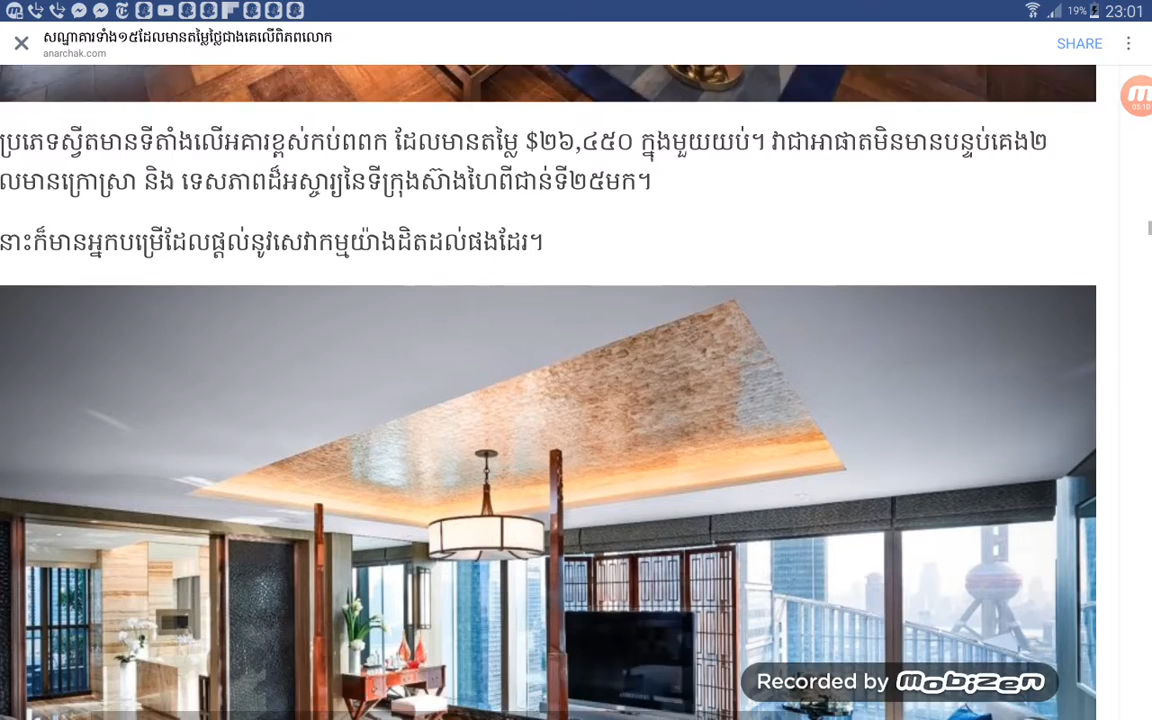 19% 23:01
សណ្ឋាគារទាំង១៥ដែលមានតម្លៃថ្លៃជាងគេលើពិភពលោក
anarchak.com
SHARE
05:10
ប្រភេទស្វីតមានទីតាំងលើអគារខ្ពស់កប់ពពក ដែលមានតម្លៃ $២៦,៤៥០ ក្នុងមួយយប់។ វាជាអាផាតមិនមានបន្ទប់គេង២
លមានក្រោស្រា និង ទេសភាពដ៏អស្ចារ្យនៃទីក្រុងស៊ាងហៃពីជាន់ទី២៥មក។
នោះក៏មានអ្នកបម្រើដែលផ្តល់នូវសេវាកម្មយ៉ាងដិតដល់ផងដែរ។
Recorded by mobizen